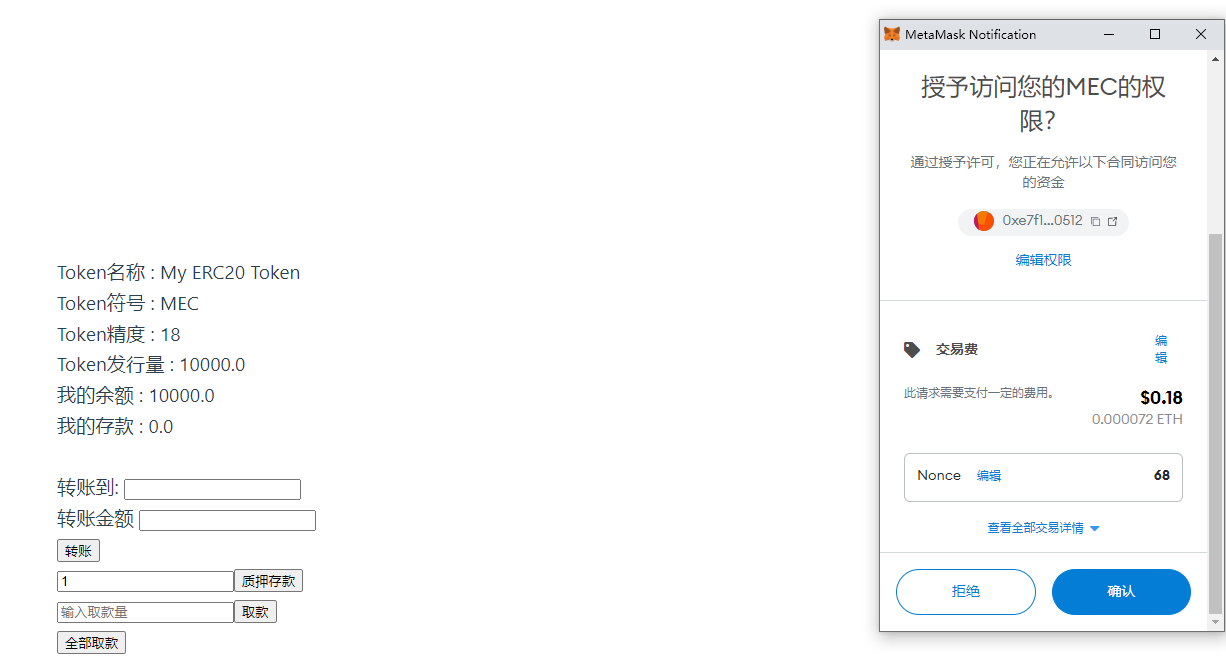 Token名称 : My ERC20 Token
Token符号 : MEC
Token精度 : 18
Token发行量 : 10000.0
我的余额 : 10000.0
我的存款 : 0.0
转账到:
转账金额
转账
1 质押存款
输入取款量 取款
全部取款
MetaMask Notification
授予访问您的MEC的权
限?
通过授予许可，您正在允许以下合同访问您
的资金
0xe7f1...0512
编辑权限
交易费 编
辑
此请求需要支付一定的费用。 $0.18
0.000072 ETH
Nonce 编辑 68
查看全部交易详情
拒绝 确认